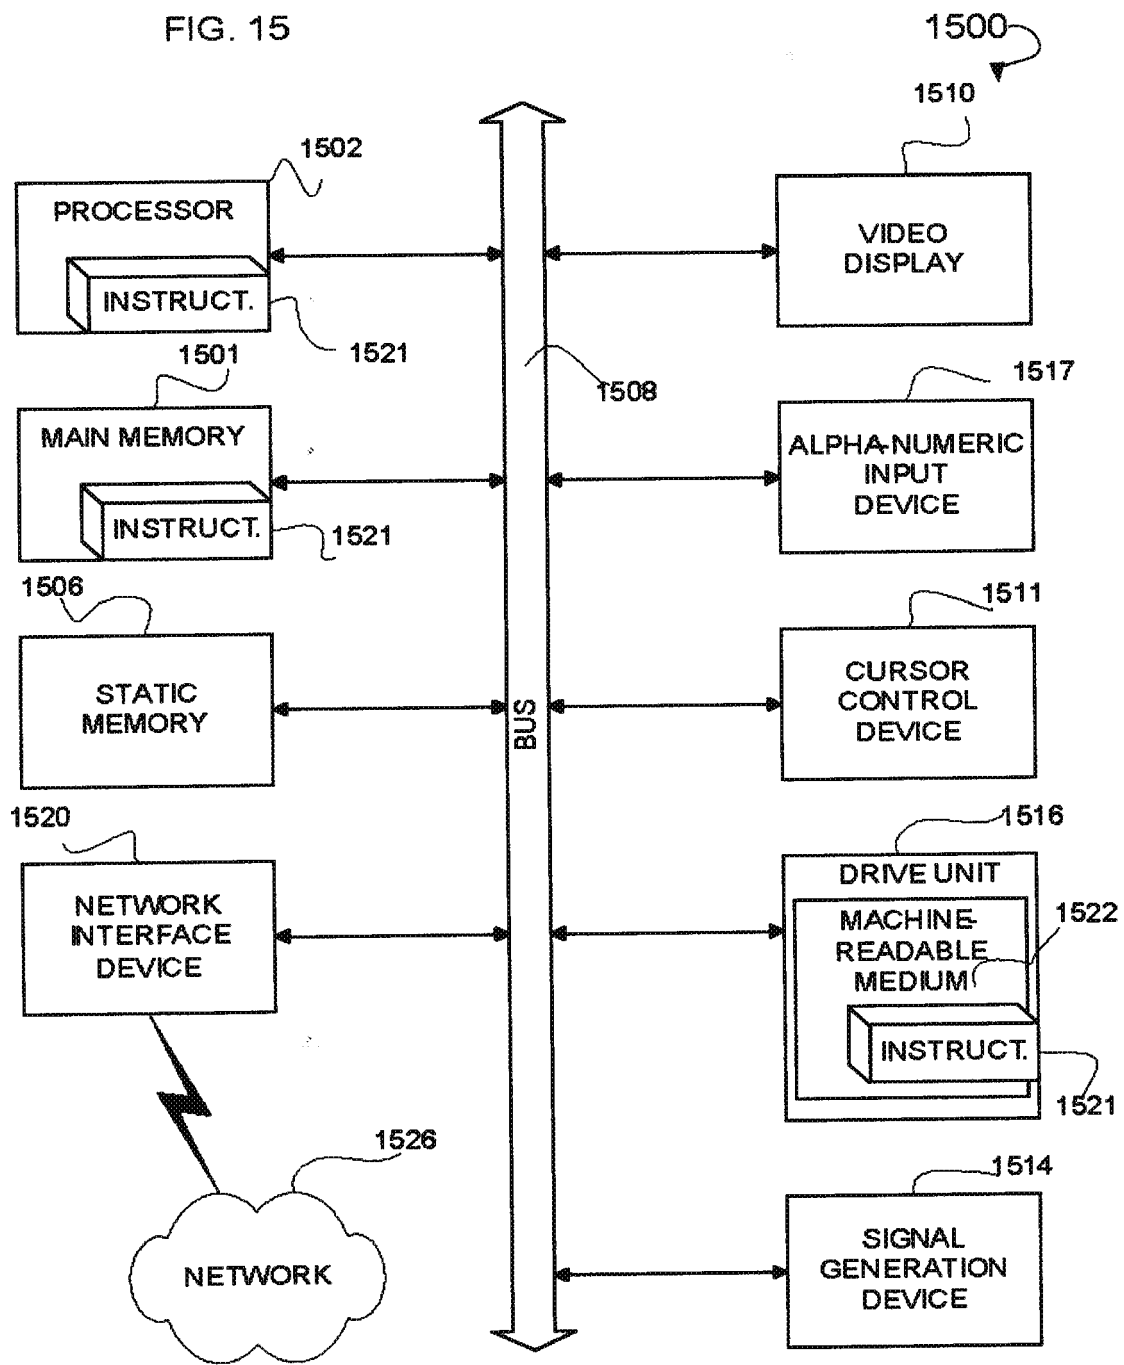 FIG. 15
1500
1510
1502
PROCESSOR
INSTRUCT.
1521
VIDEO
DISPLAY
1501
MAIN MEMORY
INSTRUCT.
1521
1508
1517
ALPHA-NUMERIC
INPUT
DEVICE
1506
STATIC
MEMORY
BUS
1511
CURSOR
CONTROL
DEVICE
1520
NETWORK
INTERFACE
DEVICE
1516
DRIVE UNIT
MACHINE-
READABLE
MEDIUM
1522
INSTRUCT.
1521
1526
NETWORK
1514
SIGNAL
GENERATION
DEVICE